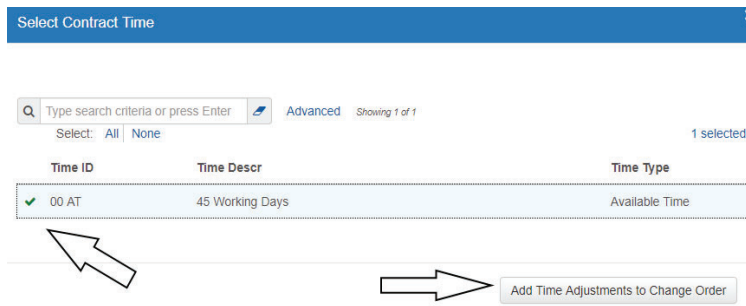 Select Contract Time
Type search criteria or press Enter Advanced Showing 1 of 1
Select: All None 1 selected
Time ID Time Descr Time Type
00 AT 45 Working Days Available Time
Add Time Adjustments to Change Order